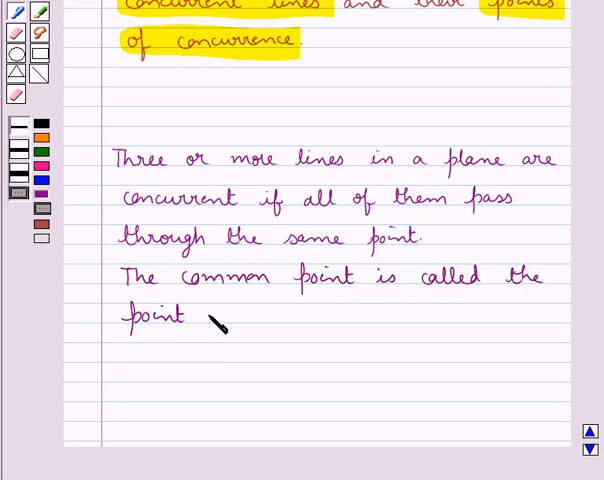 concurrent lines and their points
of concurrence.
Three or more lines in a plane are
concurrent if all of them pass
through the same point.
The common point is called the
point